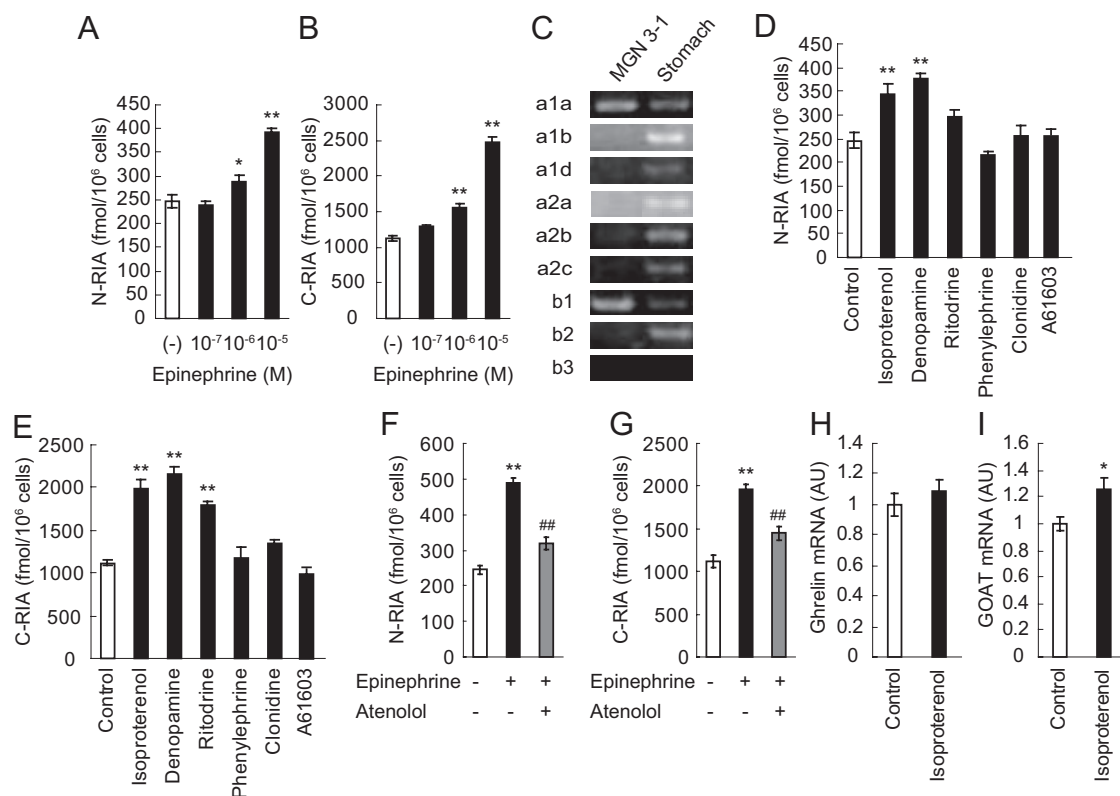 A
N-RIA (fmol/10⁶ cells)
450
400
350
300
250
200
150
100
50
0
*
**
(-) 10⁻⁷ 10⁻⁶ 10⁻⁵
Epinephrine (M)
B
C-RIA (fmol/10⁶ cells)
3000
2500
2000
1500
1000
500
0
**
**
(-) 10⁻⁷ 10⁻⁶ 10⁻⁵
Epinephrine (M)
C
MGN 3-1
Stomach
a1a
a1b
a1d
a2a
a2b
a2c
b1
b2
b3
D
N-RIA (fmol/10⁶ cells)
450
400
350
300
250
200
150
100
50
0
**
**
Control
Isoproterenol
Denopamine
Ritodrine
Phenylephrine
Clonidine
A61603
E
C-RIA (fmol/10⁶ cells)
2500
2000
1500
1000
500
0
**
**
**
Control
Isoproterenol
Denopamine
Ritodrine
Phenylephrine
Clonidine
A61603
F
N-RIA (fmol/10⁶ cells)
600
500
400
300
200
100
0
**
##
Epinephrine - + +
Atenolol - - +
G
C-RIA (fmol/10⁶ cells)
2500
2000
1500
1000
500
0
**
##
Epinephrine - + +
Atenolol - - +
H
Ghrelin mRNA (AU)
1.4
1.2
1
0.8
0.6
0.4
0.2
0
Control
Isoproterenol
I
GOAT mRNA (AU)
1.6
1.4
1.2
1
0.8
0.6
0.4
0.2
0
*
Control
Isoproterenol